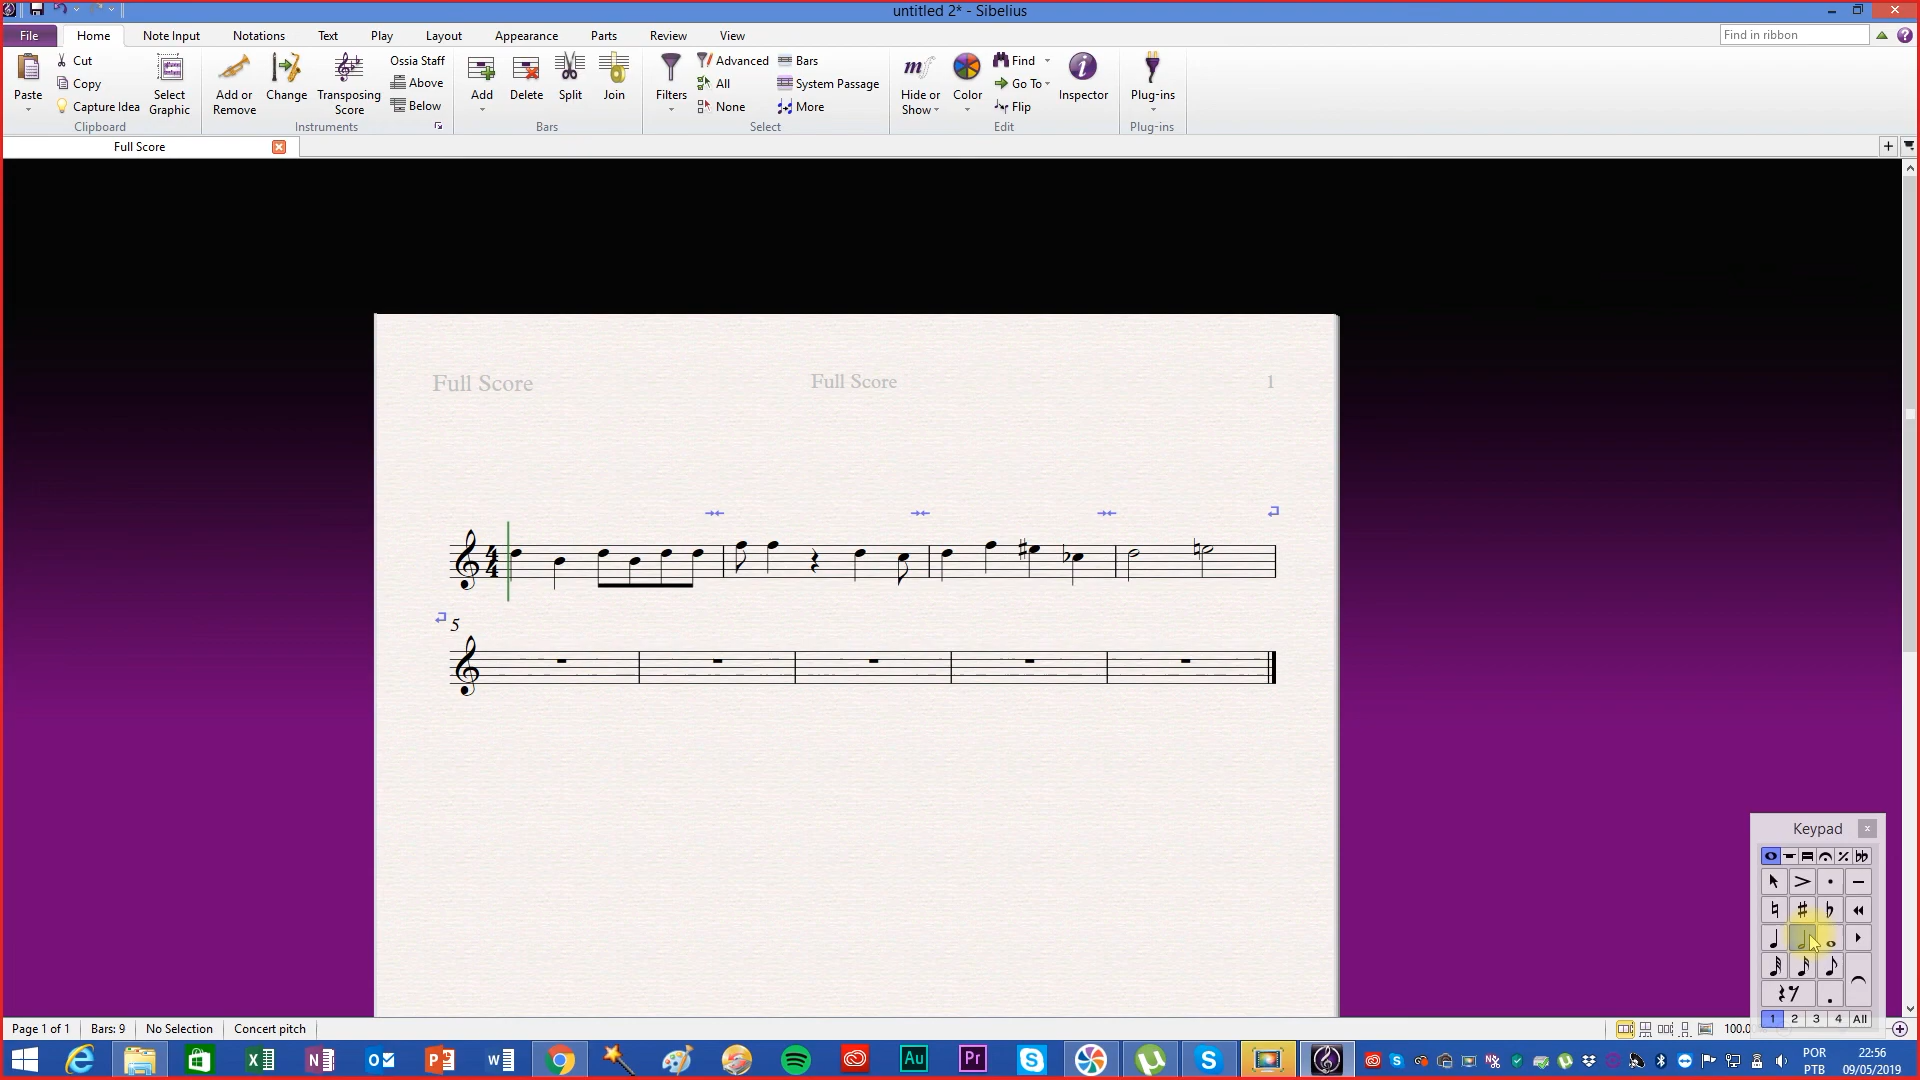 untitled 2* - Sibelius
File Home Note Input Notations Text Play Layout Appearance Parts Review View Find in ribbon
Paste Cut Copy Capture Idea Select Graphic
Add or Remove Change Transposing Score Ossia Staff Above Below
Add Delete Split Join
Filters Advanced All None Bars System Passage More
Hide or Show Color Find Go To Flip Inspector
Plug-ins
Clipboard Instruments Bars Select Edit Plug-ins
Full Score
Full Score Full Score 1
4
4
5
Keypad
1 2 3 4 All
Page 1 of 1 Bars: 9 No Selection Concert pitch 100.0
POR 22:56
PTB 09/05/2019